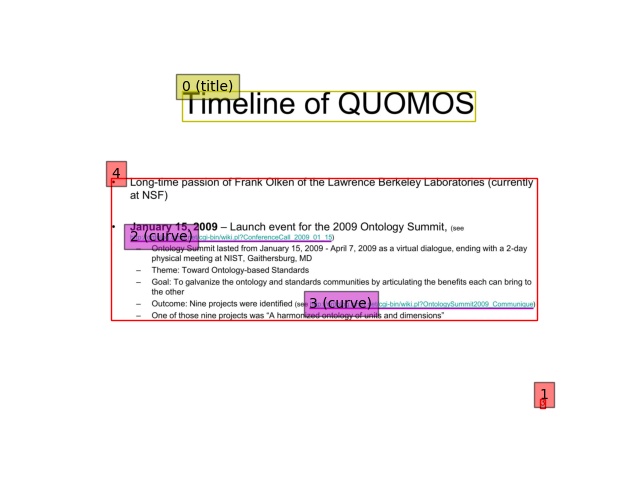 0 (title)
Timeline of QUOMOS
4
• Long-time passion of Frank Olken of the Lawrence Berkeley Laboratories (currently
at NSF)
• January 15, 2009 – Launch event for the 2009 Ontology Summit, (see
2 (curve)
cgi-bin/wiki.pl?ConferenceCall_2009_01_15)
– Ontology Summit lasted from January 15, 2009 - April 7, 2009 as a virtual dialogue, ending with a 2-day
physical meeting at NIST, Gaithersburg, MD
– Theme: Toward Ontology-based Standards
– Goal: To galvanize the ontology and standards communities by articulating the benefits each can bring to
the other
– Outcome: Nine projects were identified (see cgi-bin/wiki.pl?OntologySummit2009_Communique)
3 (curve)
– One of those nine projects was “A harmonized ontology of units and dimensions”
1